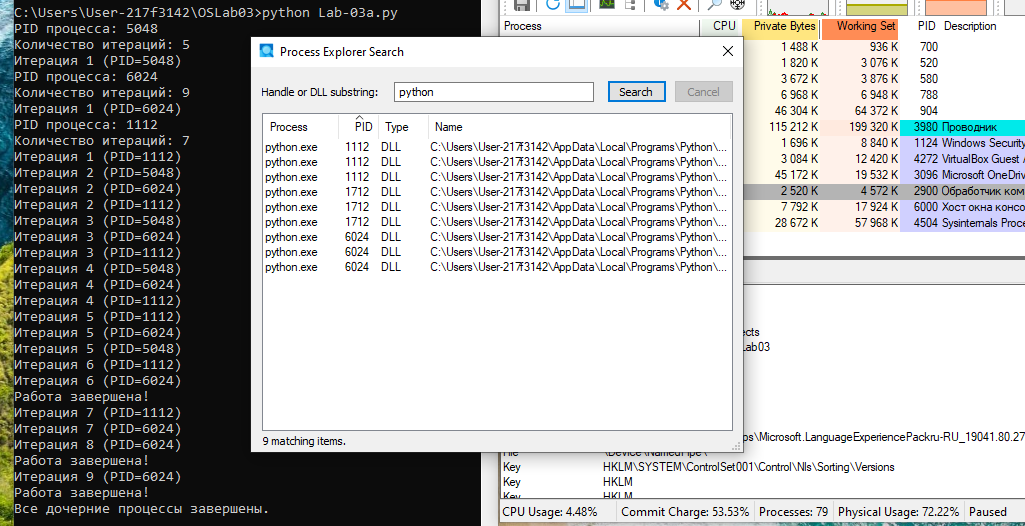 C:\Users\User-217f3142\OSLab03>python Lab-03a.py
PID процесса: 5048
Количество итераций: 5
Итерация 1 (PID=5048)
PID процесса: 6024
Количество итераций: 9
Итерация 1 (PID=6024)
PID процесса: 1112
Количество итераций: 7
Итерация 1 (PID=1112)
Итерация 2 (PID=5048)
Итерация 2 (PID=6024)
Итерация 2 (PID=1112)
Итерация 3 (PID=5048)
Итерация 3 (PID=6024)
Итерация 3 (PID=1112)
Итерация 4 (PID=5048)
Итерация 4 (PID=6024)
Итерация 4 (PID=1112)
Итерация 5 (PID=1112)
Итерация 5 (PID=6024)
Итерация 5 (PID=5048)
Итерация 6 (PID=1112)
Итерация 6 (PID=6024)
Работа завершена!
Итерация 7 (PID=1112)
Итерация 7 (PID=6024)
Итерация 8 (PID=6024)
Работа завершена!
Итерация 9 (PID=6024)
Работа завершена!
Все дочерние процессы завершены.
Process Explorer Search
Handle or DLL substring: python Search Cancel
Process PID Type Name
python.exe 1112 DLL C:\Users\User-217f3142\AppData\Local\Programs\Python\...
python.exe 1112 DLL C:\Users\User-217f3142\AppData\Local\Programs\Python\...
python.exe 1112 DLL C:\Users\User-217f3142\AppData\Local\Programs\Python\...
python.exe 1712 DLL C:\Users\User-217f3142\AppData\Local\Programs\Python\...
python.exe 1712 DLL C:\Users\User-217f3142\AppData\Local\Programs\Python\...
python.exe 1712 DLL C:\Users\User-217f3142\AppData\Local\Programs\Python\...
python.exe 6024 DLL C:\Users\User-217f3142\AppData\Local\Programs\Python\...
python.exe 6024 DLL C:\Users\User-217f3142\AppData\Local\Programs\Python\...
python.exe 6024 DLL C:\Users\User-217f3142\AppData\Local\Programs\Python\...
9 matching items.
Process CPU Private Bytes Working Set PID Description
1 488 K 936 K 700
1 820 K 3 076 K 520
3 672 K 3 876 K 580
6 968 K 6 948 K 788
46 304 K 64 372 K 904
115 212 K 199 320 K 3980 Проводник
1 696 K 8 840 K 1124 Windows Security
3 084 K 12 420 K 4272 VirtualBox Guest
45 172 K 19 532 K 3096 Microsoft OneDriv
2 520 K 4 572 K 2900 Обработчик ком
7 792 K 17 924 K 6000 Хост окна консо
28 672 K 57 968 K 4504 Sysinternals Proce
ects
Lab03
ps\Microsoft.LanguageExperiencePackru-RU_19041.80.27
File \Device\NamedPipe\
Key HKLM\SYSTEM\ControlSet001\Control\Nls\Sorting\Versions
Key HKLM
Key HKLM
CPU Usage: 4.48% Commit Charge: 53.53% Processes: 79 Physical Usage: 72.22% Paused